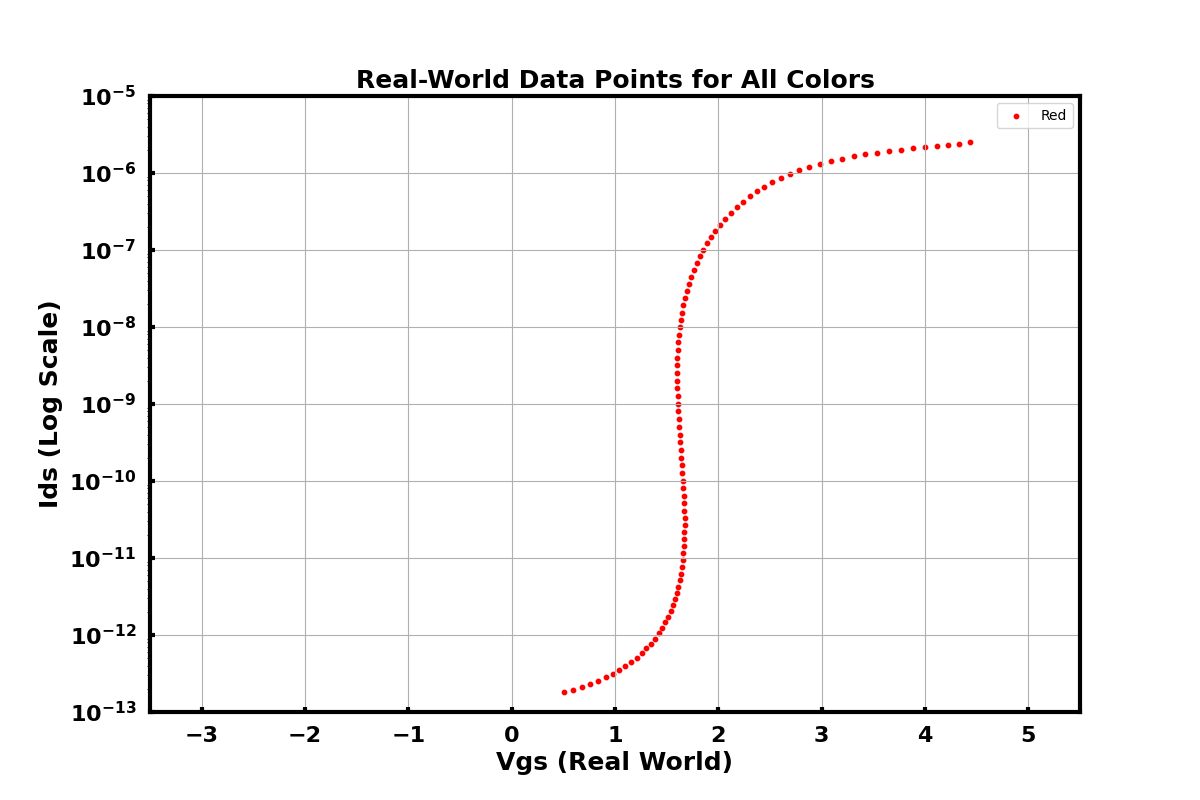 Real-World Data Points for All Colors
Red
10⁻⁵
10⁻⁶
10⁻⁷
10⁻⁸
10⁻⁹
10⁻¹⁰
10⁻¹¹
10⁻¹²
10⁻¹³
Ids (Log Scale)
−3 −2 −1 0 1 2 3 4 5
Vgs (Real World)